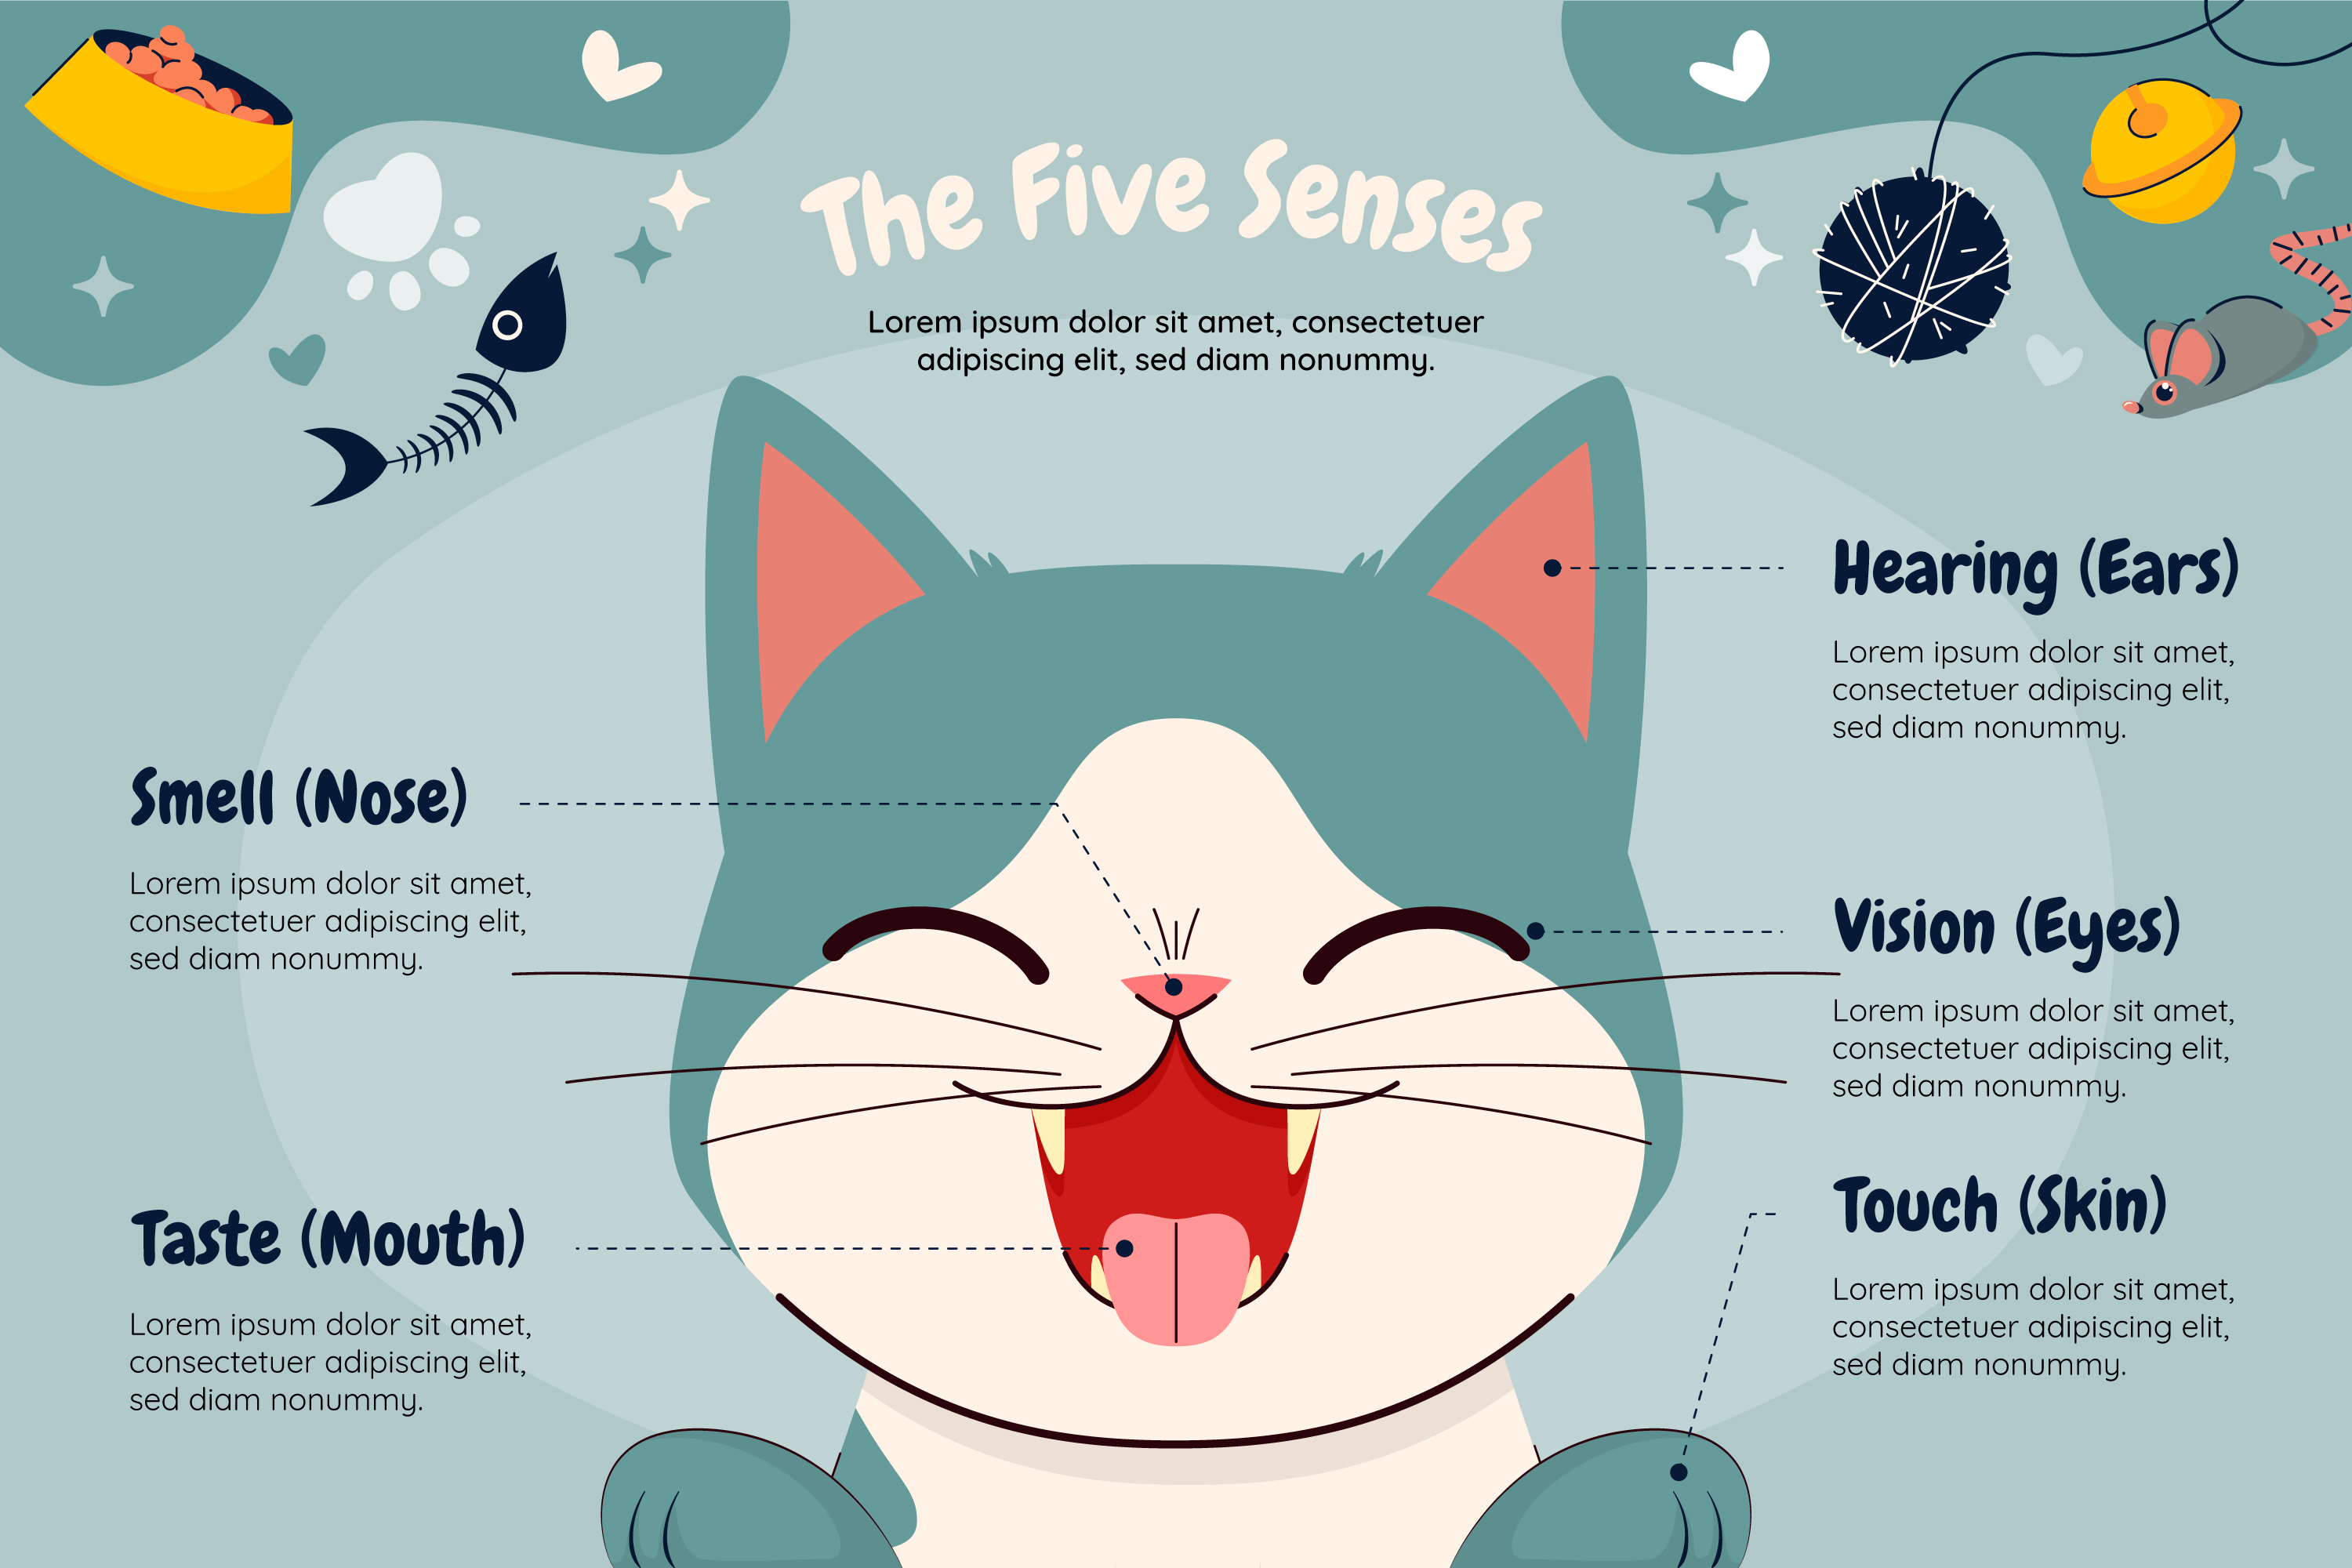 The Five Senses
Lorem ipsum dolor sit amet, consectetuer
adipiscing elit, sed diam nonummy.
Smell (Nose)
Lorem ipsum dolor sit amet,
consectetuer adipiscing elit,
sed diam nonummy.
Taste (Mouth)
Lorem ipsum dolor sit amet,
consectetuer adipiscing elit,
sed diam nonummy.
Hearing (Ears)
Lorem ipsum dolor sit amet,
consectetuer adipiscing elit,
sed diam nonummy.
Vision (Eyes)
Lorem ipsum dolor sit amet,
consectetuer adipiscing elit,
sed diam nonummy.
Touch (Skin)
Lorem ipsum dolor sit amet,
consectetuer adipiscing elit,
sed diam nonummy.